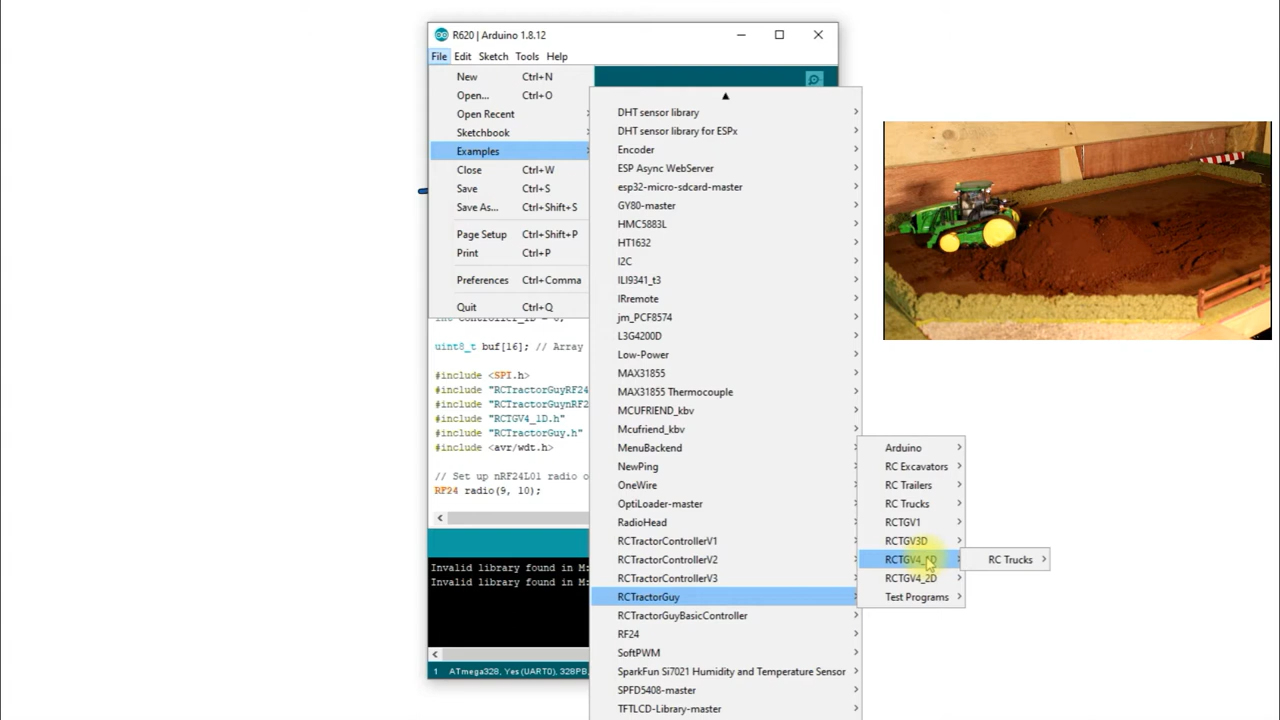 R620 | Arduino 1.8.12
File Edit Sketch Tools Help
New Ctrl+N
Open... Ctrl+O
Open Recent
Sketchbook
Examples
Close Ctrl+W
Save Ctrl+S
Save As... Ctrl+Shift+S
Page Setup Ctrl+Shift+P
Print Ctrl+P
Preferences Ctrl+Comma
Quit Ctrl+Q
uint8_t buf[16]; // Array
#include <SPI.h>
#include "RCTractorGuyRF24
#include "RCTractorGuynRF2
#include "RCTGV4_1D.h"
#include "RCTractorGuy.h"
#include <avr/wdt.h>
// Set up nRF24L01 radio o
RF24 radio(9, 10);
Invalid library found in M:
Invalid library found in M:
1 ATmega328, Yes (UART0), 328PB,
DHT sensor library
DHT sensor library for ESPx
Encoder
ESP Async WebServer
esp32-micro-sdcard-master
GY80-master
HMC5883L
HT1632
I2C
ILI9341_t3
IRremote
jm_PCF8574
L3G4200D
Low-Power
MAX31855
MAX31855 Thermocouple
MCUFRIEND_kbv
Mcufriend_kbv
MenuBackend
NewPing
OneWire
OptiLoader-master
RadioHead
RCTractorControllerV1
RCTractorControllerV2
RCTractorControllerV3
RCTractorGuy
RCTractorGuyBasicController
RF24
SoftPWM
SparkFun Si7021 Humidity and Temperature Sensor
SPFD5408-master
TFTLCD-Library-master
Arduino
RC Excavators
RC Trailers
RC Trucks
RCTGV1
RCTGV3D
RCTGV4_1D
RCTGV4_2D
Test Programs
RC Trucks